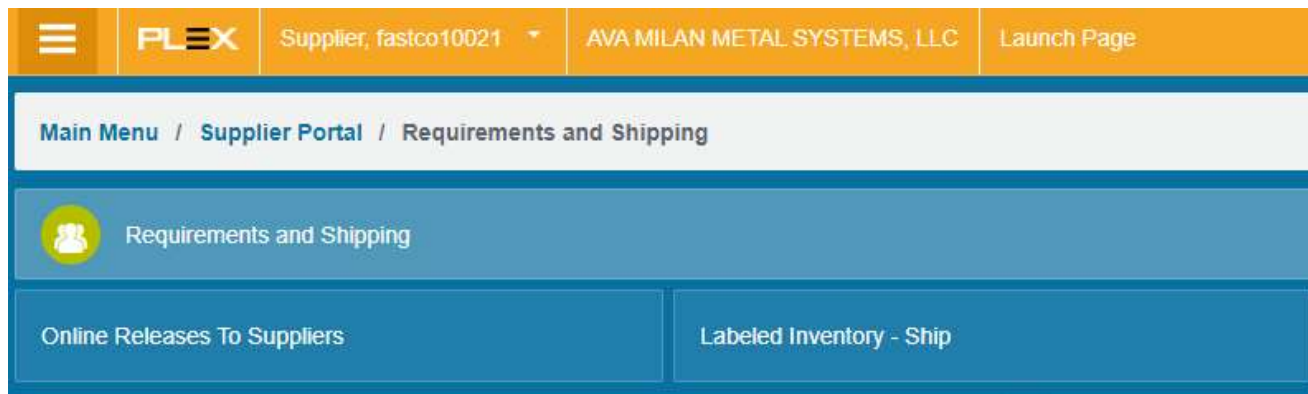 PLEX Supplier, fastco10021 AVA MILAN METAL SYSTEMS, LLC Launch Page
Main Menu / Supplier Portal / Requirements and Shipping
Requirements and Shipping
Online Releases To Suppliers Labeled Inventory - Ship